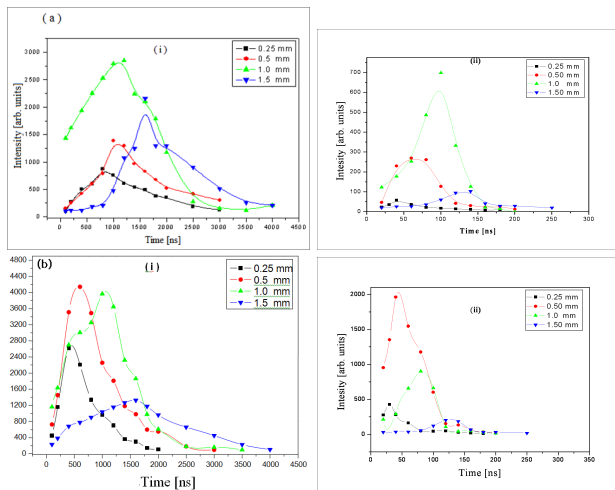 (a)
(i)
0.25 mm
0.5 mm
1.0 mm
1.5 mm
3000
2500
2000
1500
1000
500
0
Intensity [arb. units]
0 500 1000 1500 2000 2500 3000 3500 4000
Time [ns]
(ii)
0.25 mm
0.50 mm
1.0 mm
1.50 mm
700
600
500
400
300
200
100
0
Intesity [arb. units]
0 50 100 150 200 250 300
Time [ns]
(b)
(i)
0.25 mm
0.5 mm
1.0 mm
1.5 mm
4800
4400
4000
3600
3200
2800
2400
2000
1600
1200
800
400
0
0 500 1000 1500 2000 2500 3000 3500 4000 4500
Time [ns]
(ii)
0.25 mm
0.50 mm
1.0 mm
1.50 mm
2000
1500
1000
500
0
Intesity [arb. units]
0 50 100 150 200 250 300
Time [ns]